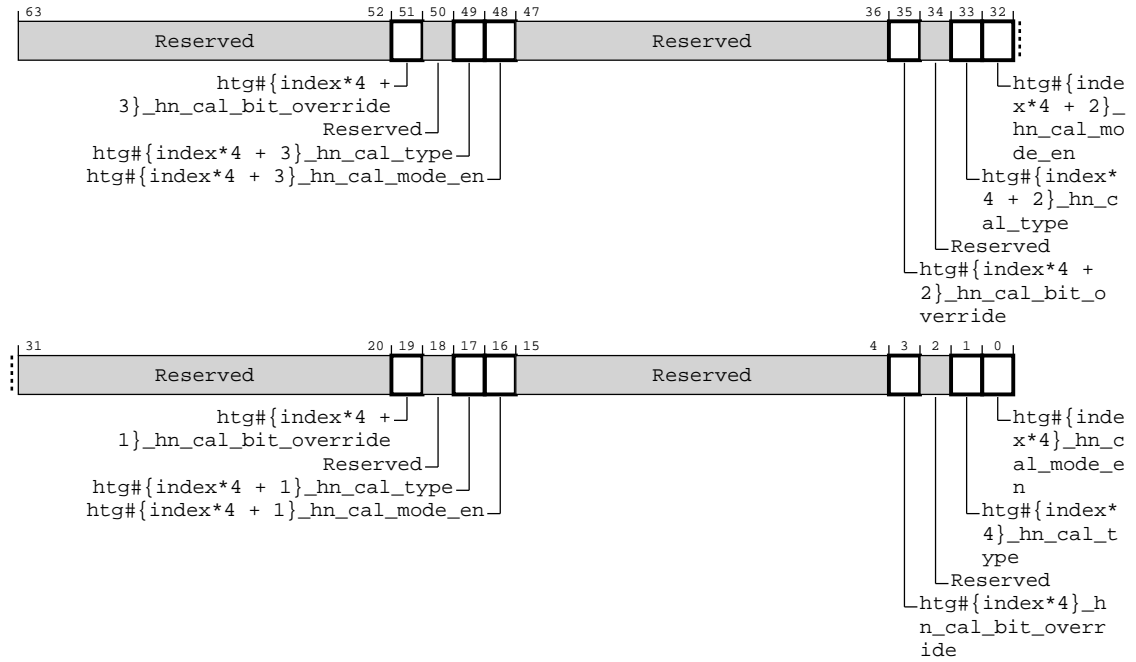 63 52 51 50 49 48 47 36 35 34 33 32
Reserved Reserved
htg#{index*4 +
3}_hn_cal_bit_override
Reserved
htg#{index*4 + 3}_hn_cal_type
htg#{index*4 + 3}_hn_cal_mode_en
htg#{inde
x*4 + 2}_
hn_cal_mo
de_en
htg#{index*
4 + 2}_hn_c
al_type
Reserved
htg#{index*4 +
2}_hn_cal_bit_o
verride
31 20 19 18 17 16 15 4 3 2 1 0
Reserved Reserved
htg#{index*4 +
1}_hn_cal_bit_override
Reserved
htg#{index*4 + 1}_hn_cal_type
htg#{index*4 + 1}_hn_cal_mode_en
htg#{inde
x*4}_hn_c
al_mode_e
n
htg#{index*
4}_hn_cal_t
ype
Reserved
htg#{index*4}_h
n_cal_bit_overr
ide